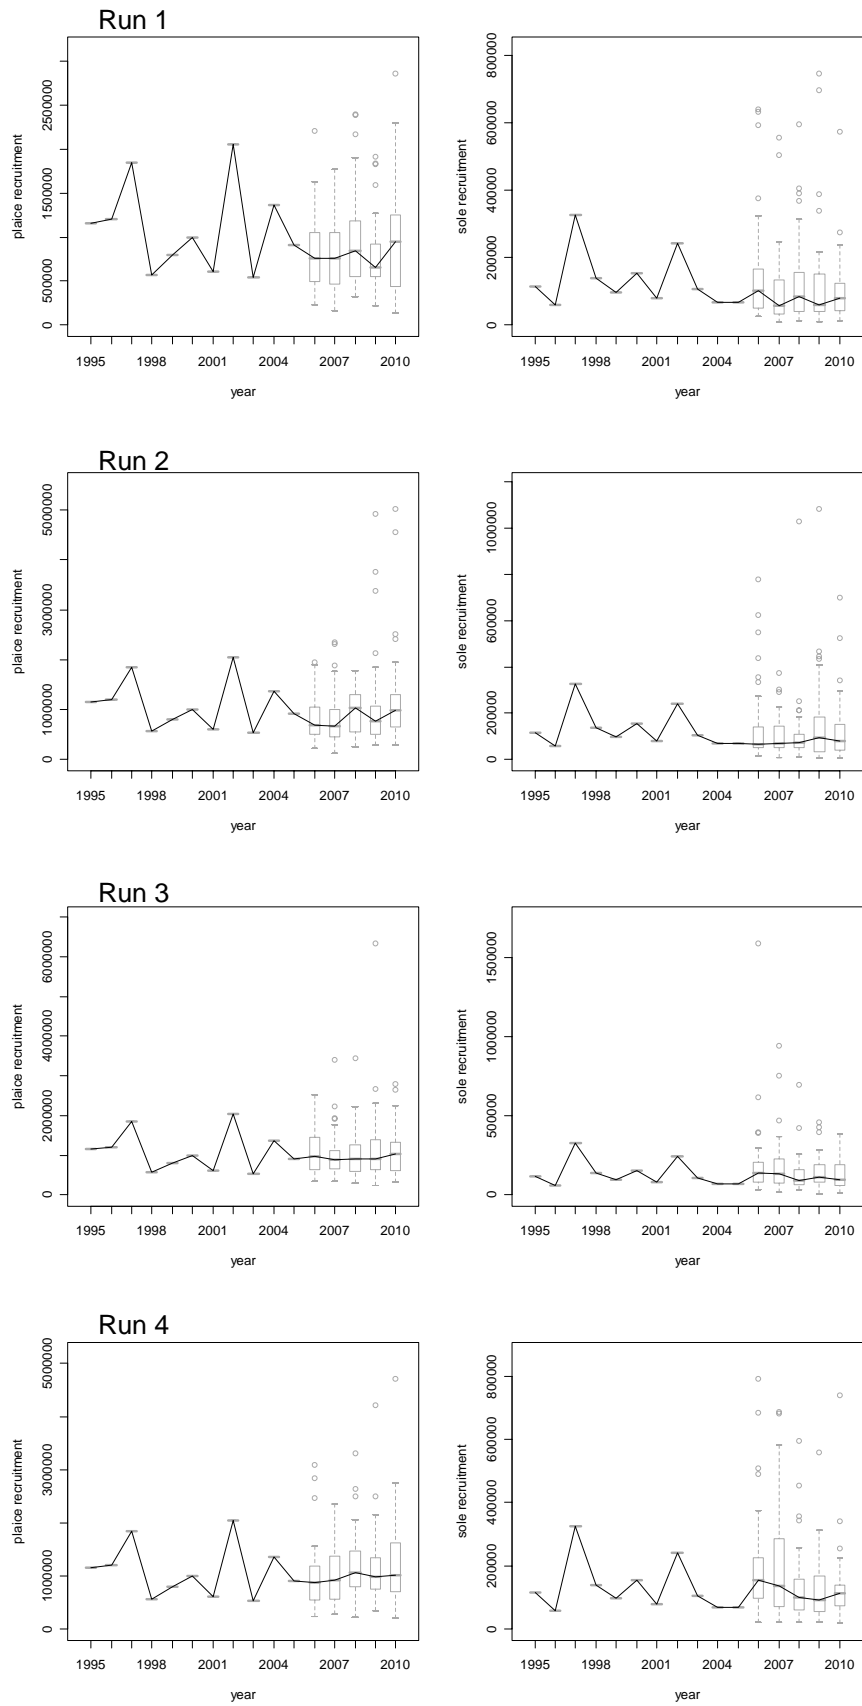 Run 1
plaice recruitment
0 500000 1500000 2500000
1995 1998 2001 2004 2007 2010
year
sole recruitment
0 200000 400000 600000 800000
1995 1998 2001 2004 2007 2010
year
Run 2
plaice recruitment
0 1000000 3000000 5000000
1995 1998 2001 2004 2007 2010
year
sole recruitment
0 200000 600000 1000000
1995 1998 2001 2004 2007 2010
year
Run 3
plaice recruitment
0 2000000 4000000 6000000
1995 1998 2001 2004 2007 2010
year
sole recruitment
0 500000 1000000 1500000
1995 1998 2001 2004 2007 2010
year
Run 4
plaice recruitment
0 1000000 3000000 5000000
1995 1998 2001 2004 2007 2010
year
sole recruitment
0 200000 400000 600000 800000
1995 1998 2001 2004 2007 2010
year